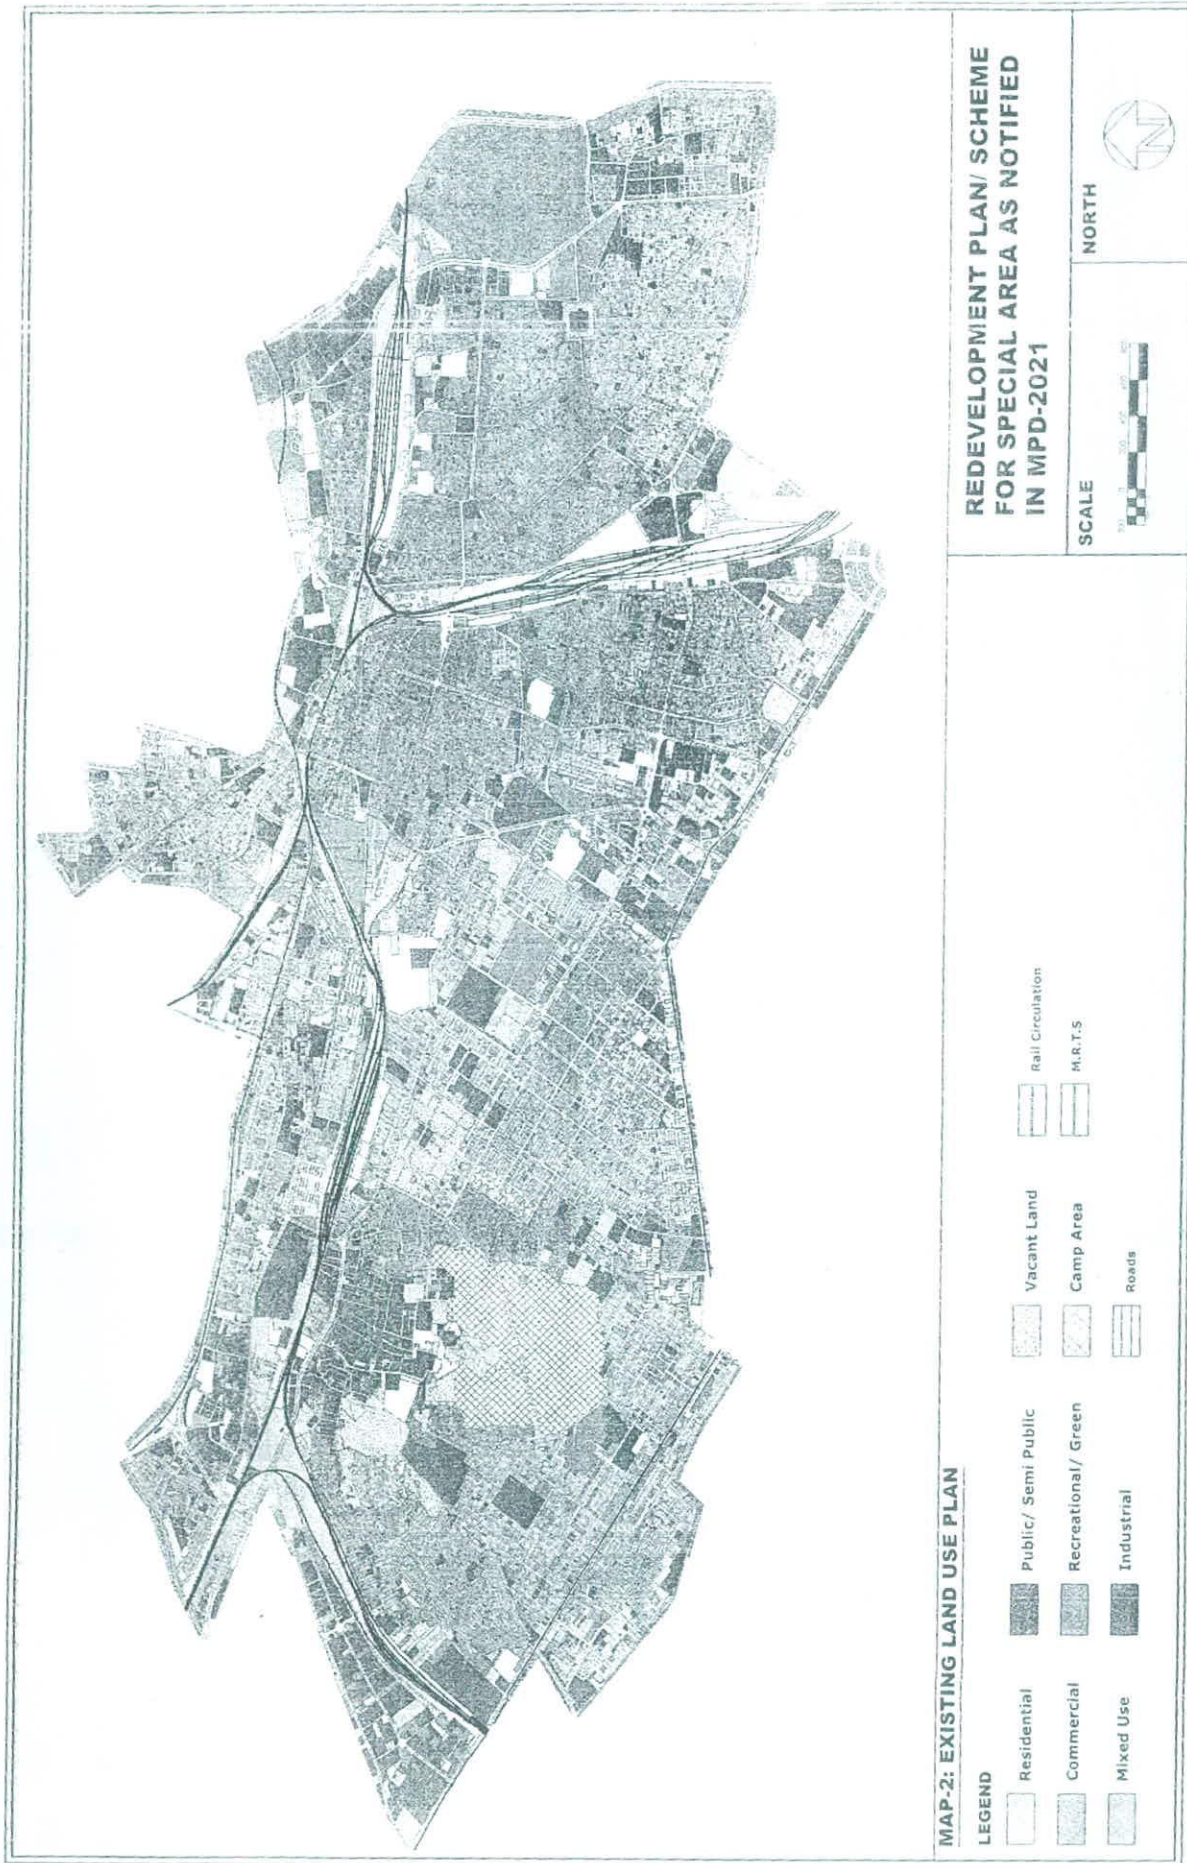 MAP-2: EXISTING LAND USE PLAN
LEGEND
Residential
Public/ Semi Public
Vacant Land
Rail Circulation
Commercial
Recreational/ Green
Camp Area
M.R.T.S
Mixed Use
Industrial
Roads
REDEVELOPMENT PLAN/ SCHEME
FOR SPECIAL AREA AS NOTIFIED
IN MPD-2021
SCALE
NORTH
N